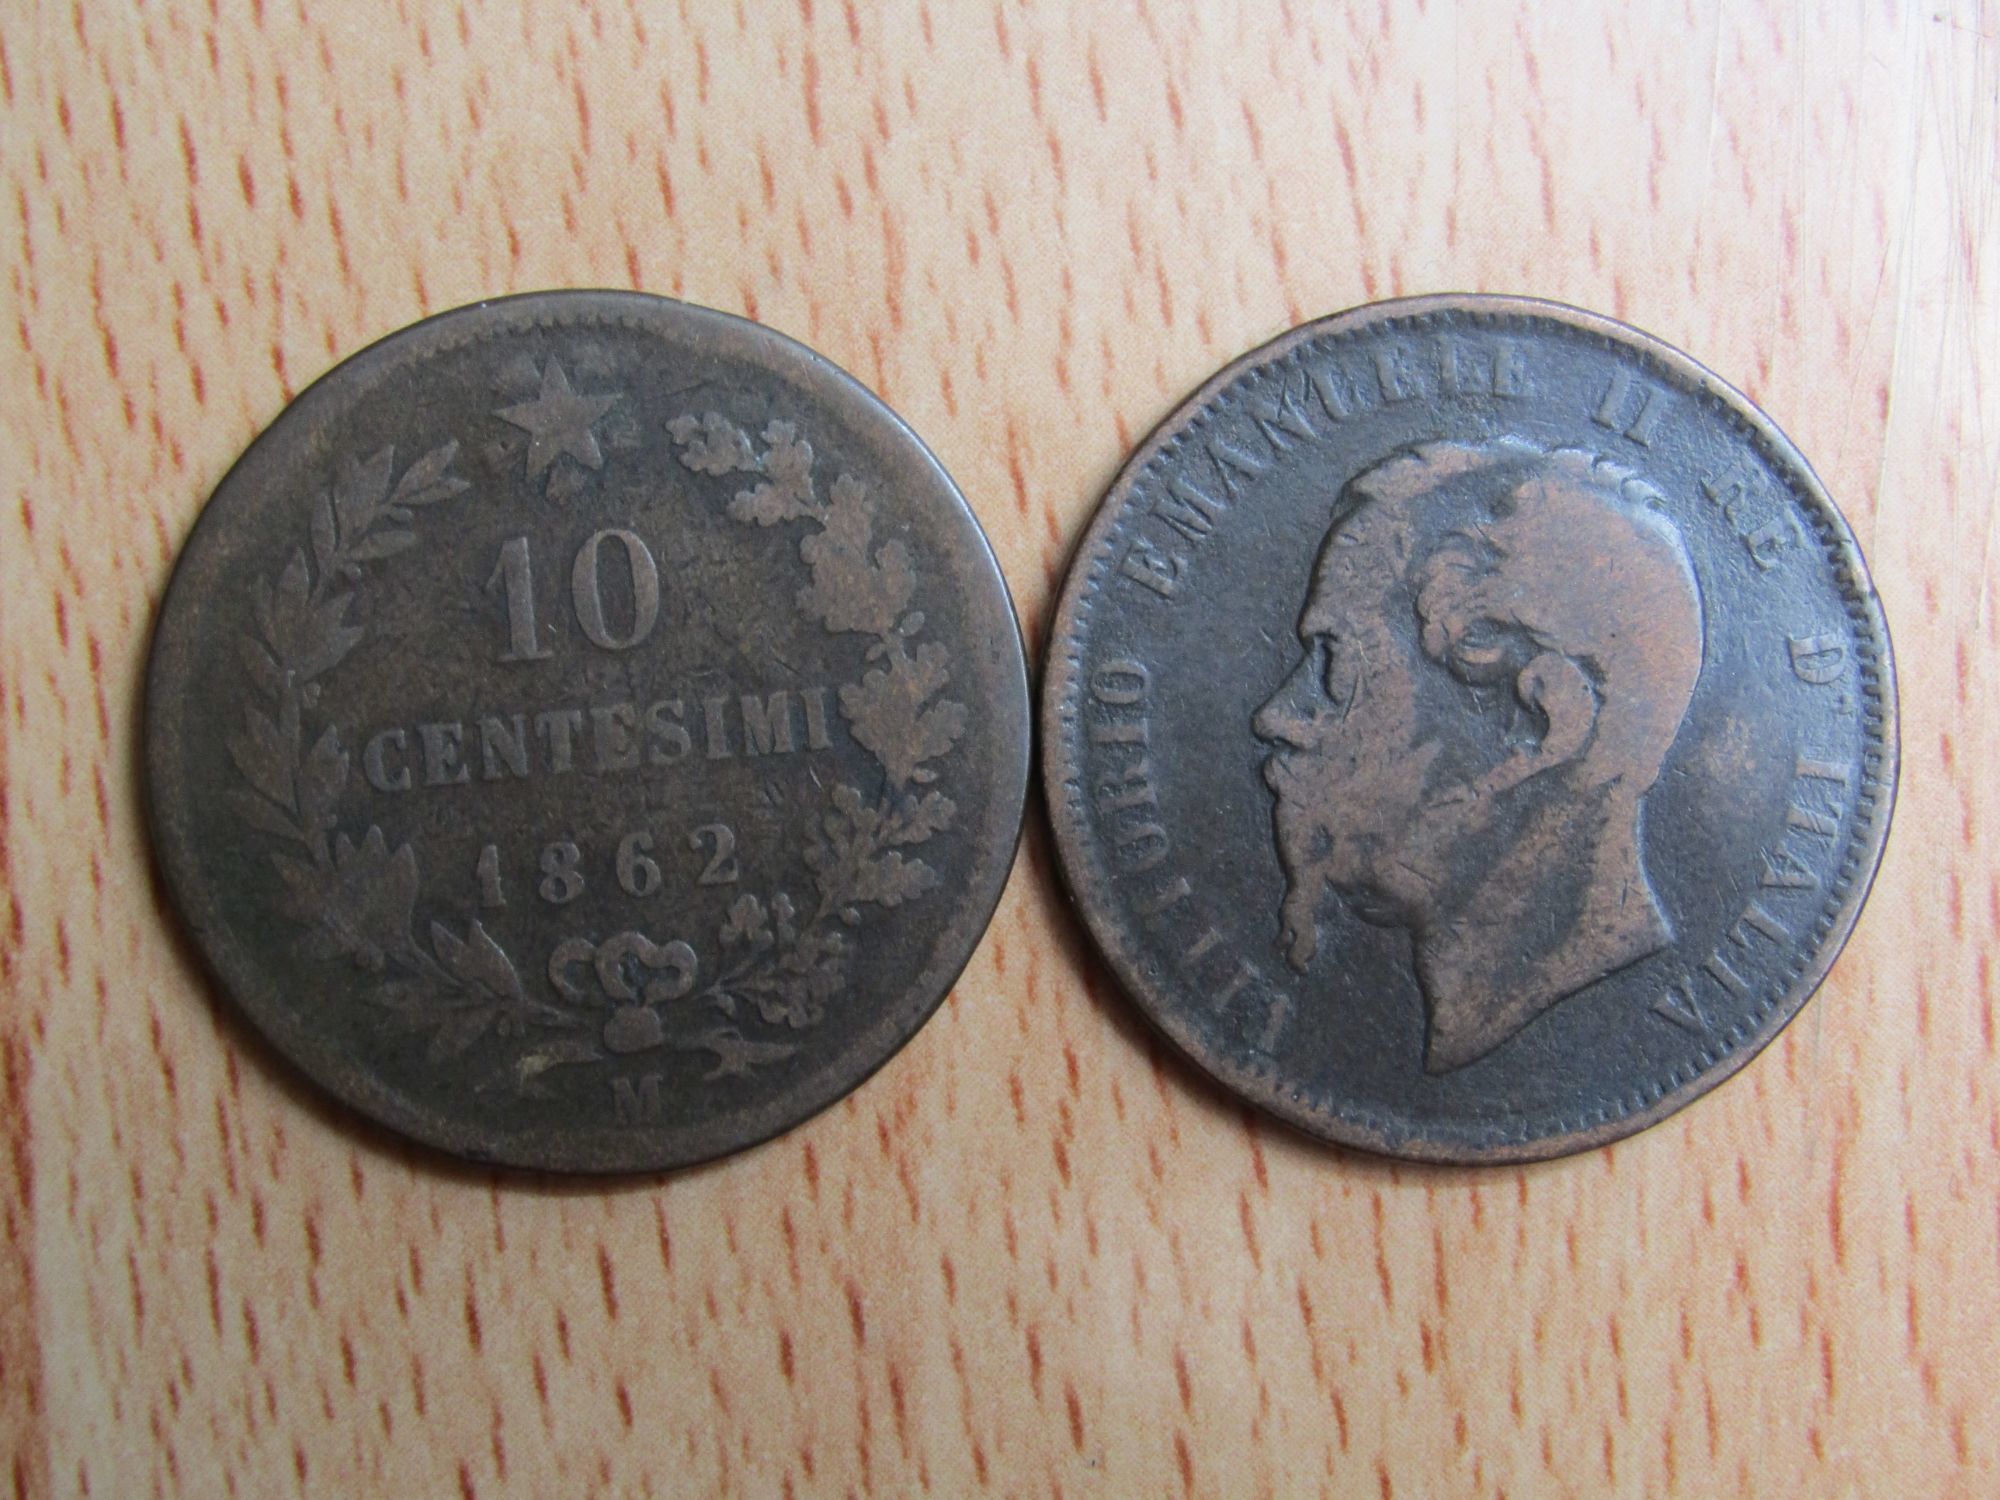 10
CENTESIMI
1862
M
VITTORIO EMANUELE II RE D'ITALIA